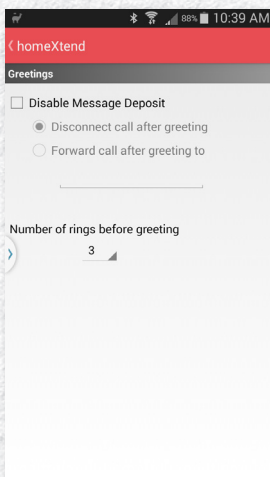 88% 10:39 AM
homeXtend
Greetings
Disable Message Deposit
Disconnect call after greeting
Forward call after greeting to
Number of rings before greeting
3